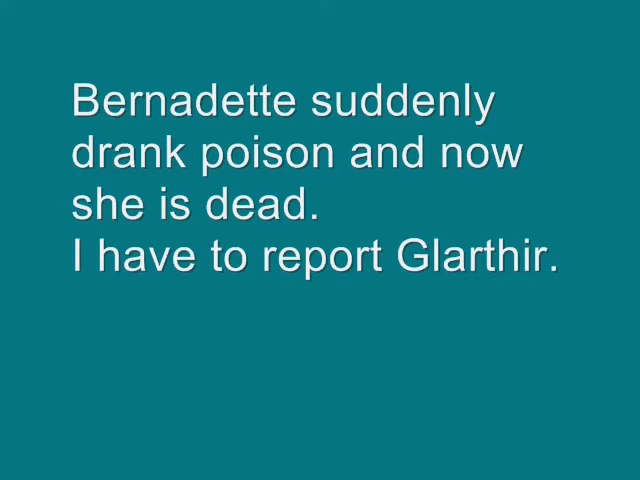 Bernadette suddenly
drank poison and now
she is dead.
I have to report Glarthir.